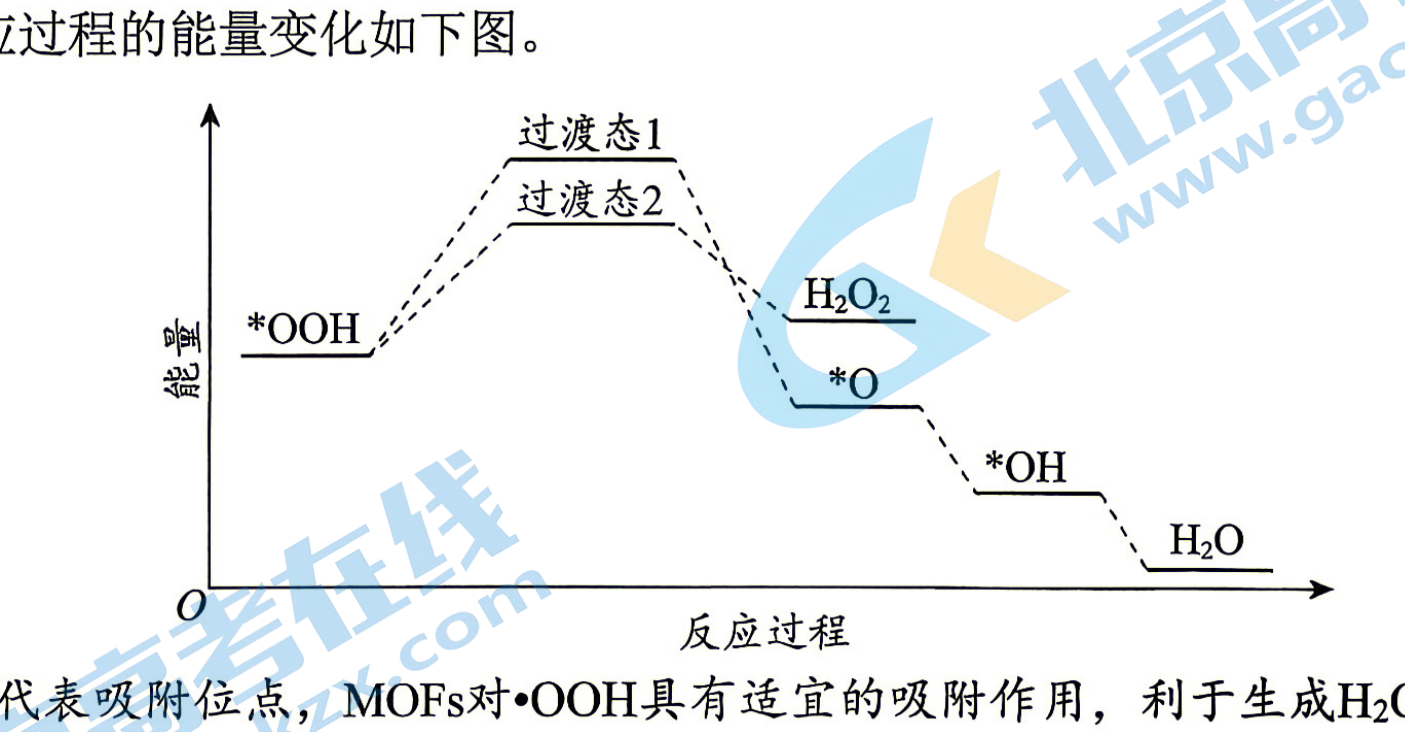 应过程的能量变化如下图。
过渡态1
过渡态2
H₂O₂
*OOH
*O
*OH
H₂O
能量
O
反应过程
代表吸附位点，MOFs对•OOH具有适宜的吸附作用，利于生成H₂O
北京高
www.gao
高考在线
kzx.com